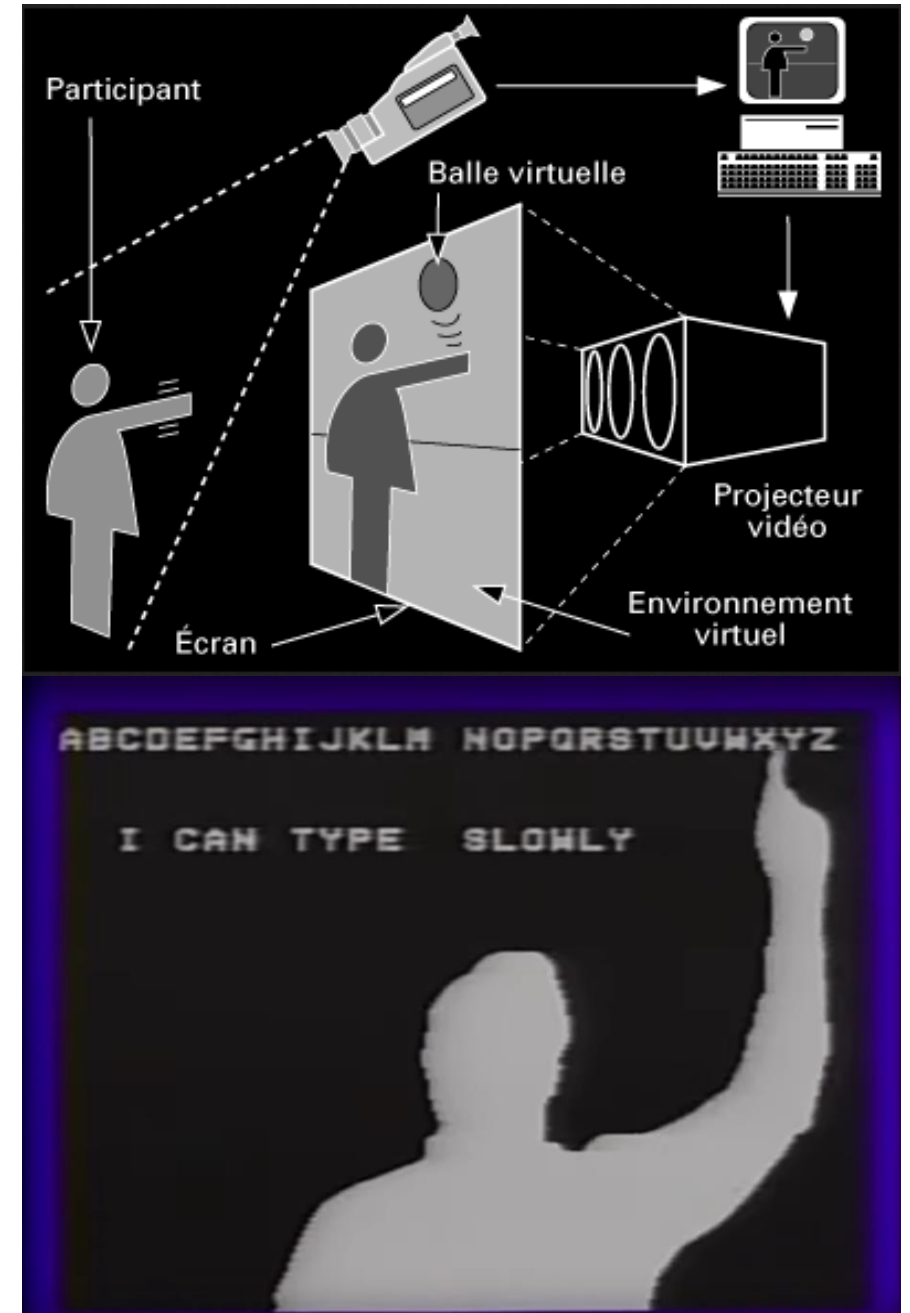 Participant
Balle virtuelle
Projecteur
vidéo
Environnement
virtuel
Écran
ABCDEFGHIJKLM NOPQRSTUVWXYZ
I CAN TYPE SLOWLY